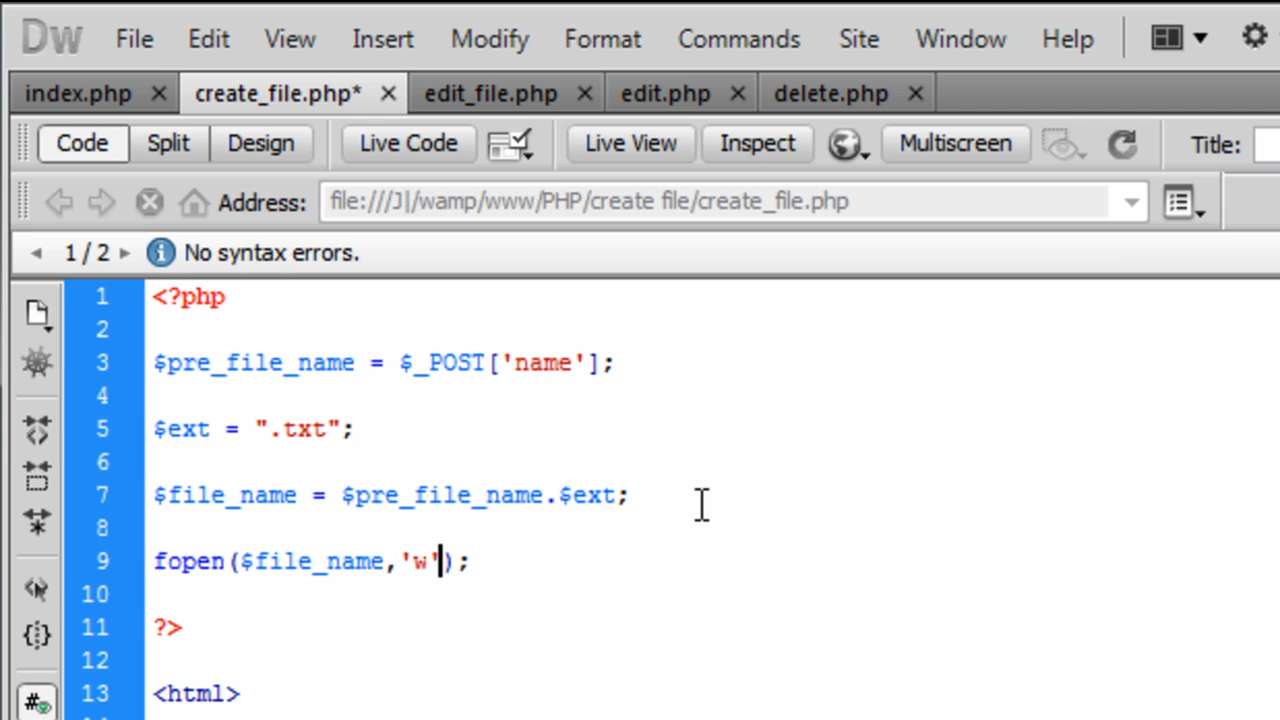 Dw File Edit View Insert Modify Format Commands Site Window Help
index.php create_file.php* edit_file.php edit.php delete.php
Code Split Design Live Code Live View Inspect Multiscreen Title:
Address: file:///J|/wamp/www/PHP/create file/create_file.php
1 / 2 No syntax errors.
1 <?php
2
3 $pre_file_name = $_POST['name'];
4
5 $ext = ".txt";
6
7 $file_name = $pre_file_name.$ext;
8
9 fopen($file_name,'w');
10
11 ?>
12
13 <html>